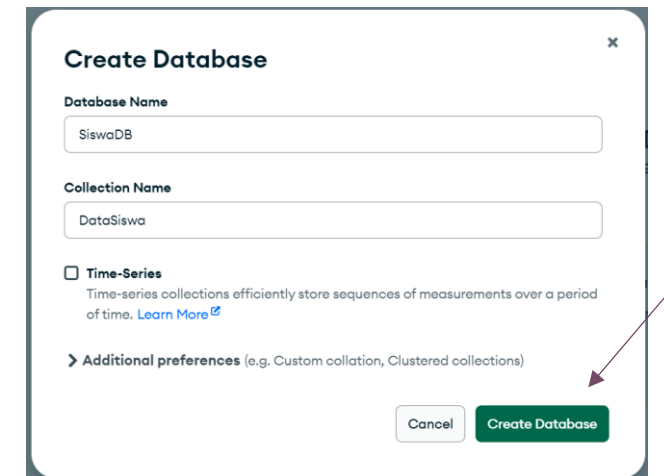 Create Database
Database Name
SiswaDB
Collection Name
DataSiswa
Time-Series
Time-series collections efficiently store sequences of measurements over a period
of time. Learn More
Additional preferences (e.g. Custom collation, Clustered collections)
Cancel
Create Database